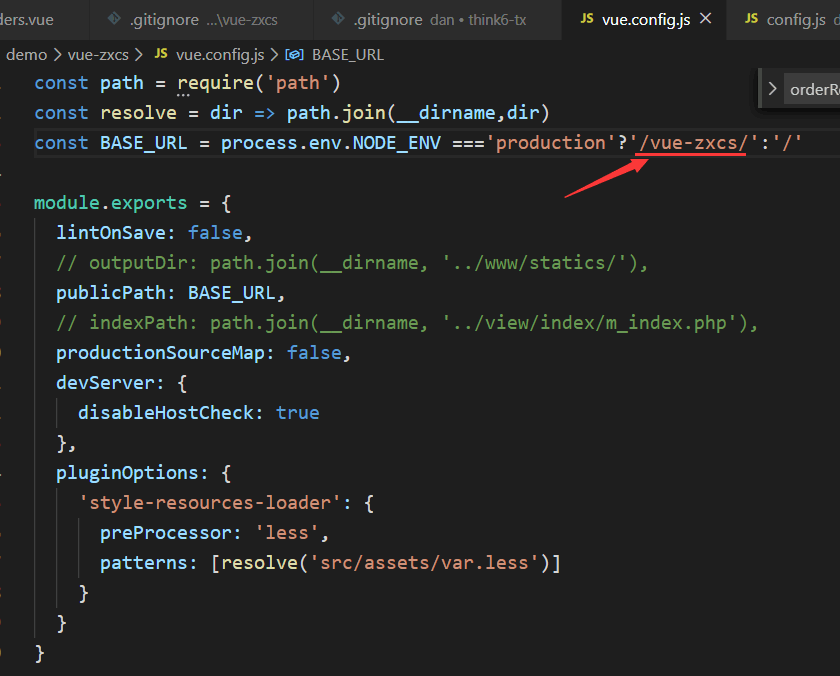 ders.vue .gitignore ...\vue-zxcs .gitignore dan • think6-tx JS vue.config.js × JS config.js d
demo > vue-zxcs > JS vue.config.js > BASE_URL
const path = require('path')
const resolve = dir => path.join(__dirname,dir)
const BASE_URL = process.env.NODE_ENV ==='production'?'/vue-zxcs/':'/'
module.exports = {
lintOnSave: false,
// outputDir: path.join(__dirname, '../www/statics/'),
publicPath: BASE_URL,
// indexPath: path.join(__dirname, '../view/index/m_index.php'),
productionSourceMap: false,
devServer: {
disableHostCheck: true
},
pluginOptions: {
'style-resources-loader': {
preProcessor: 'less',
patterns: [resolve('src/assets/var.less')]
}
}
}
> orderRe